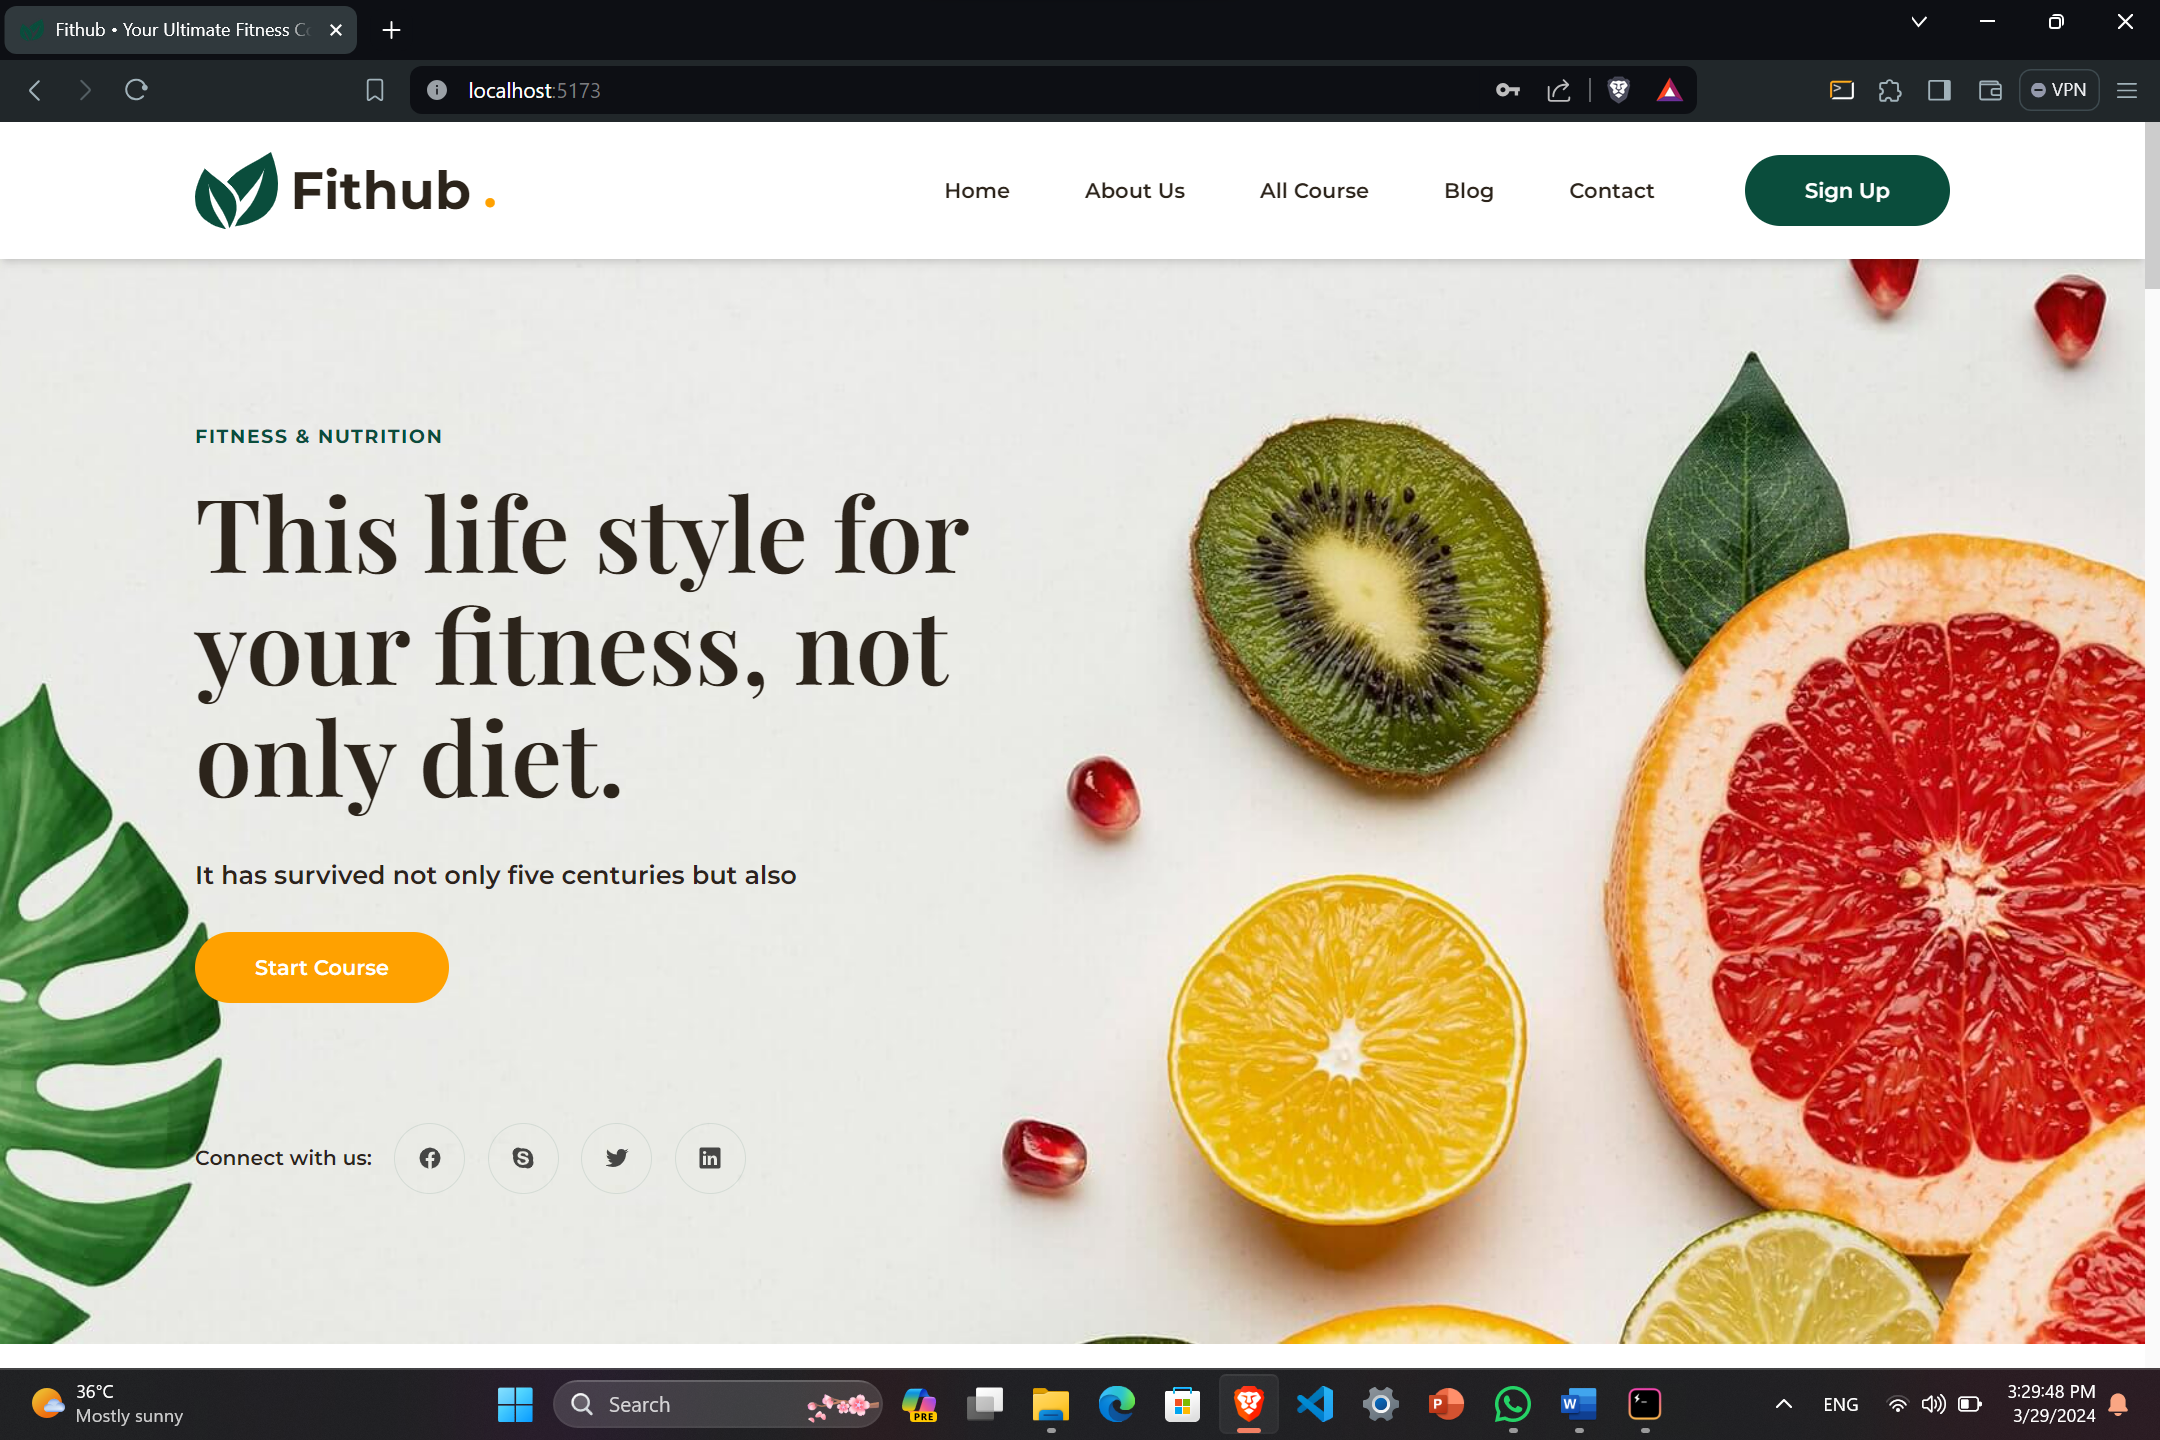 Fithub • Your Ultimate Fitness
localhost:5173
VPN
Fithub .
Home
About Us
All Course
Blog
Contact
Sign Up
FITNESS & NUTRITION
This life style for
your fitness, not
only diet.
It has survived not only five centuries but also
Start Course
Connect with us:
36°C
Mostly sunny
Search
PRE
ENG
3:29:48 PM
3/29/2024